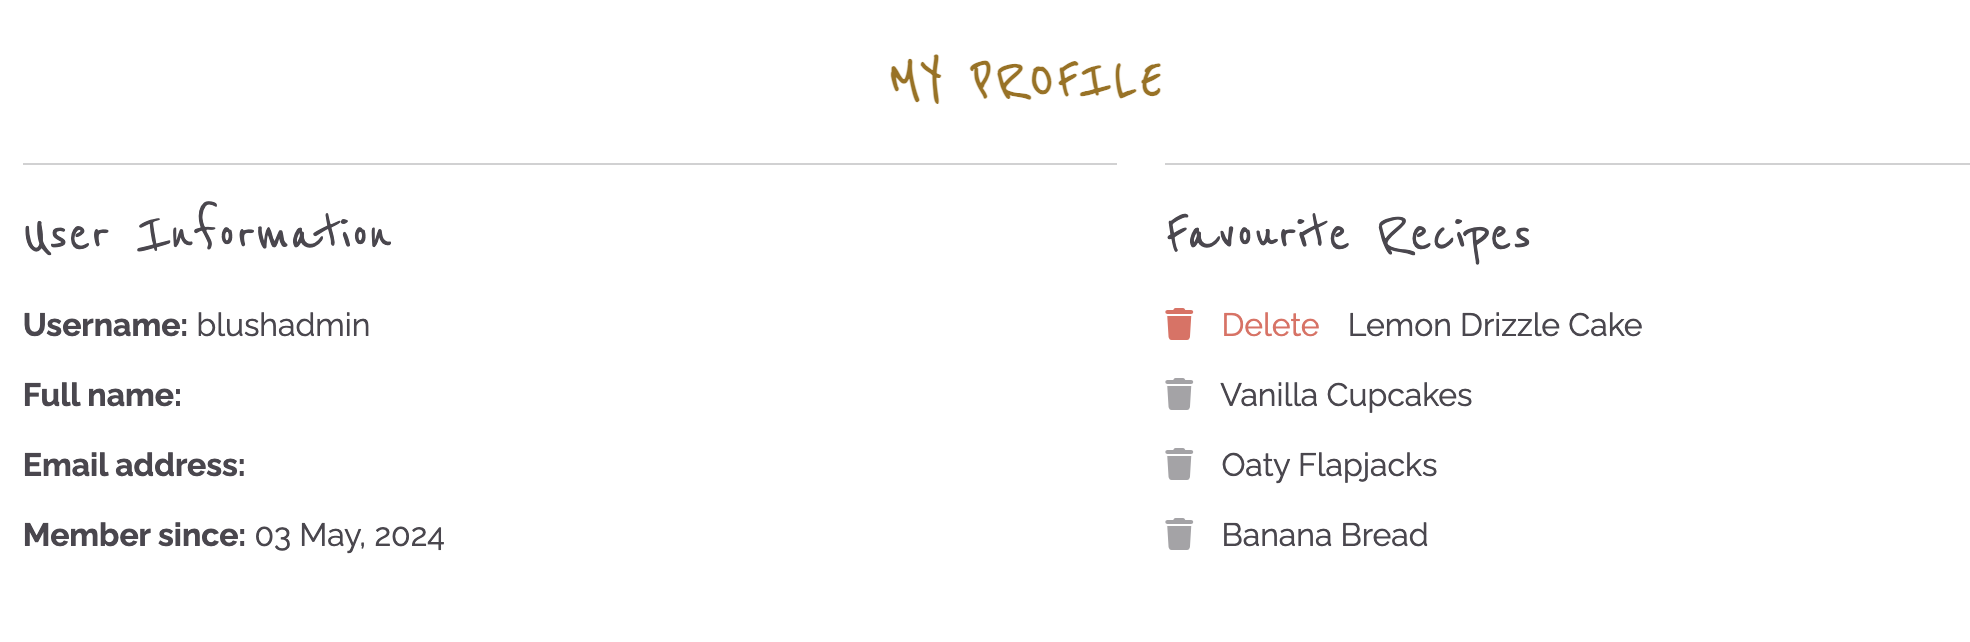 MY PROFILE
User Information
Username: blushadmin
Full name:
Email address:
Member since: 03 May, 2024
Favourite Recipes
Delete Lemon Drizzle Cake
Vanilla Cupcakes
Oaty Flapjacks
Banana Bread